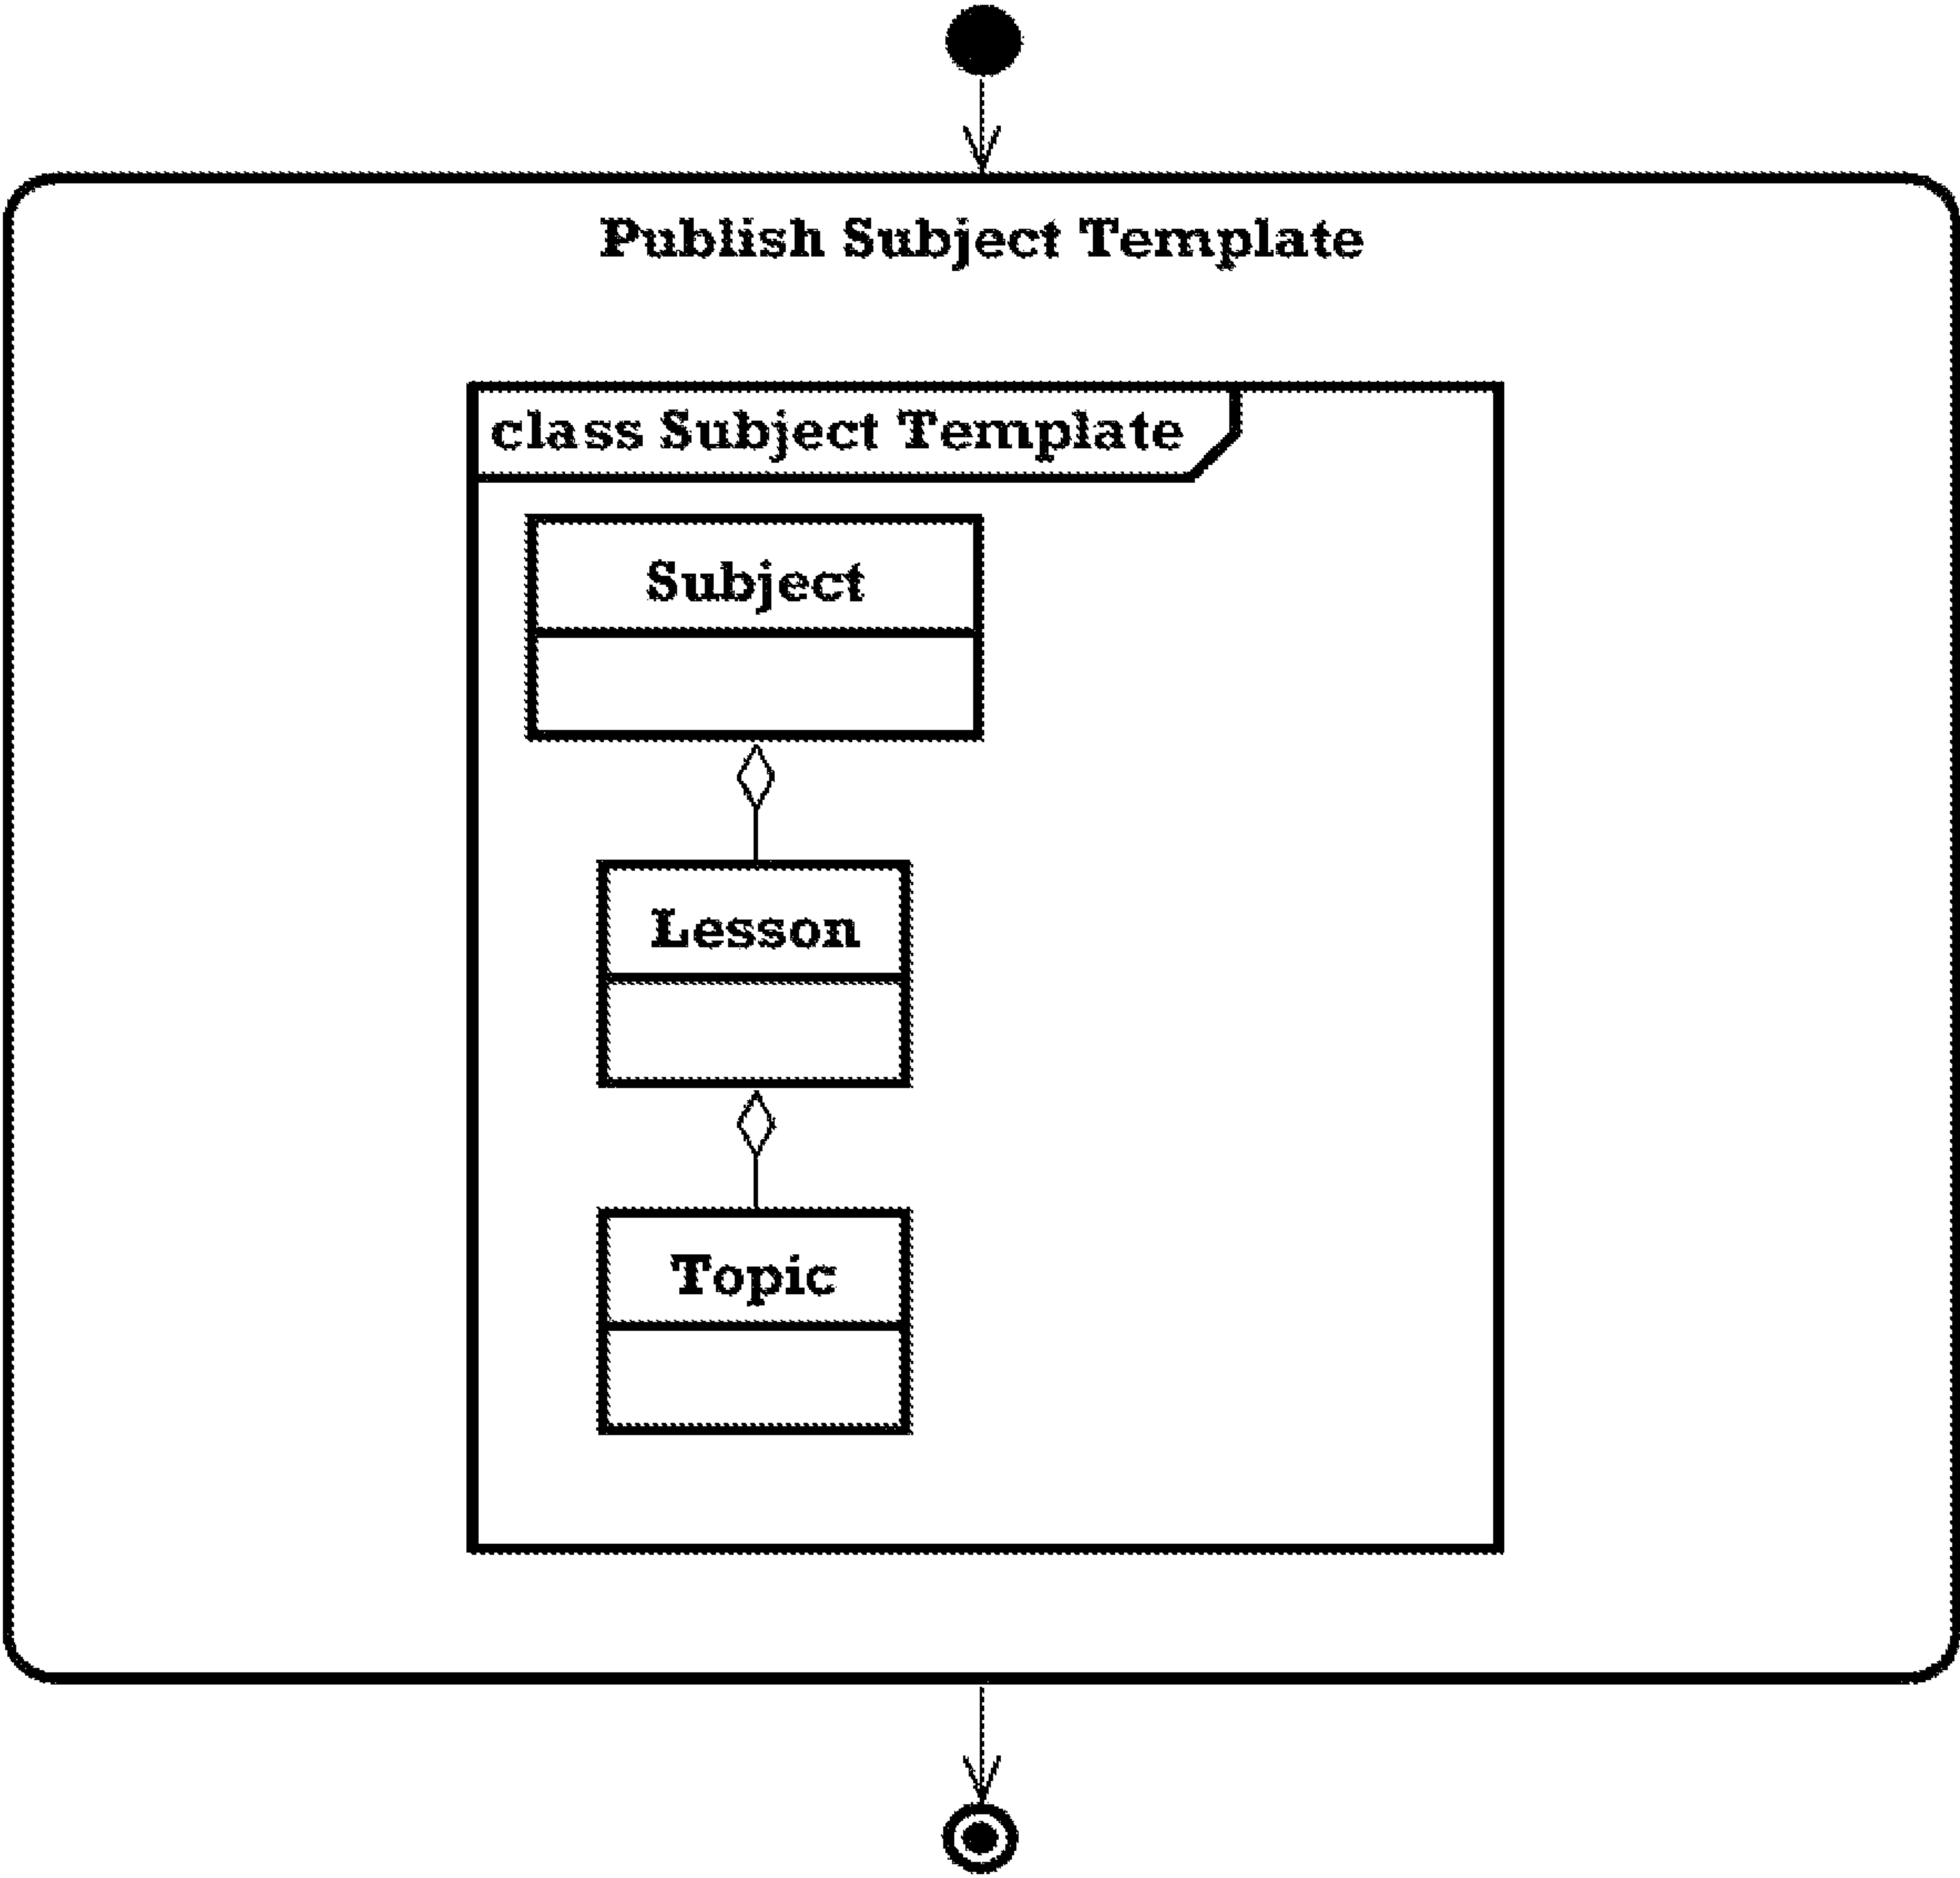 Publish Subject Template
class Subject Template
Subject
Lesson
Topic